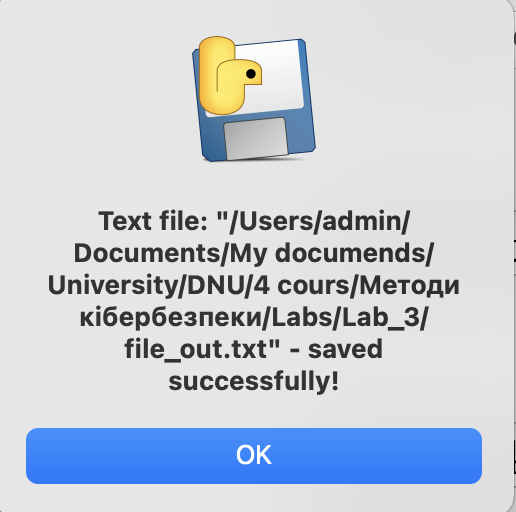 Text file: "/Users/admin/
Documents/My documends/
University/DNU/4 cours/Методи
кібербезпеки/Labs/Lab_3/
file_out.txt" - saved
successfully!
OK